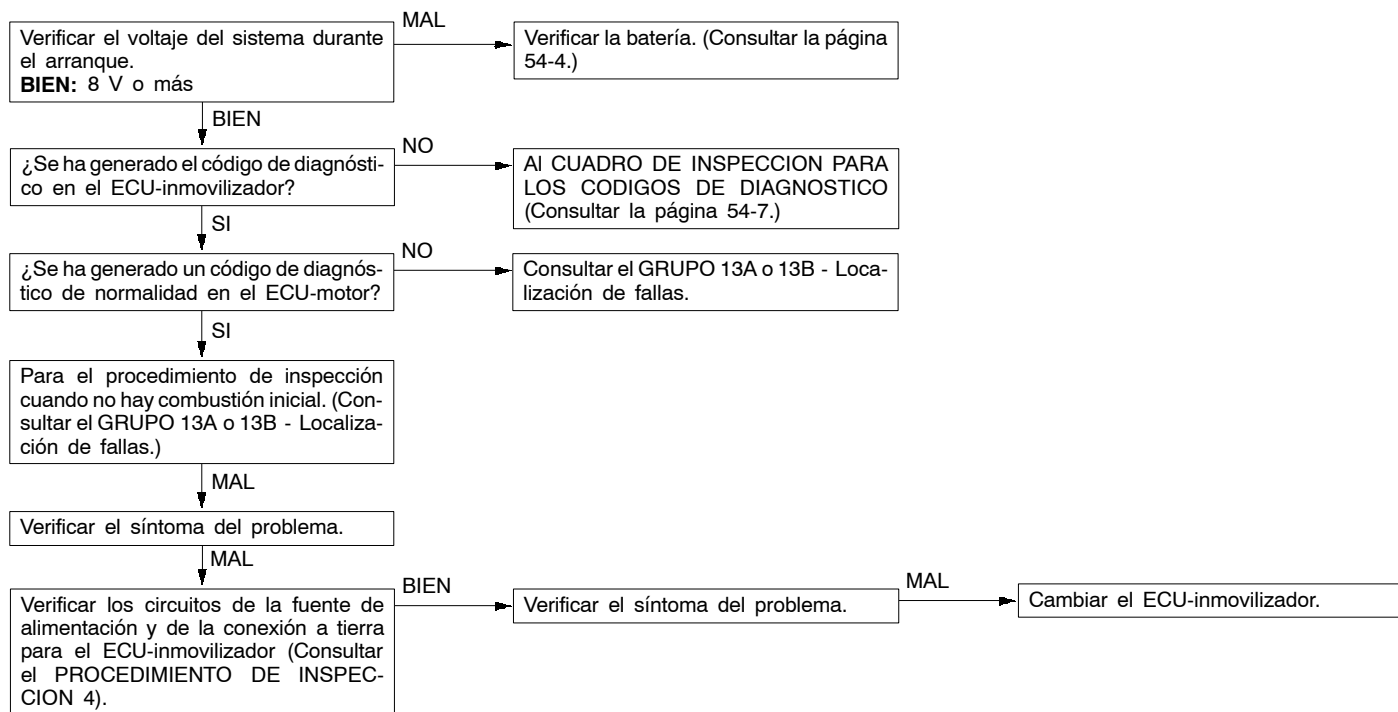 Verificar el voltaje del sistema durante
el arranque.
BIEN: 8 V o más
MAL
Verificar la batería. (Consultar la página
54-4.)
BIEN
¿Se ha generado el código de diagnósti-
co en el ECU-inmovilizador?
NO
Al CUADRO DE INSPECCION PARA
LOS CODIGOS DE DIAGNOSTICO
(Consultar la página 54-7.)
SI
¿Se ha generado un código de diagnós-
tico de normalidad en el ECU-motor?
NO
Consultar el GRUPO 13A o 13B - Loca-
lización de fallas.
SI
Para el procedimiento de inspección
cuando no hay combustión inicial. (Con-
sultar el GRUPO 13A o 13B - Localiza-
ción de fallas.)
MAL
Verificar el síntoma del problema.
MAL
Verificar los circuitos de la fuente de
alimentación y de la conexión a tierra
para el ECU-inmovilizador (Consultar
el PROCEDIMIENTO DE INSPEC-
CION 4).
BIEN
Verificar el síntoma del problema.
MAL
Cambiar el ECU-inmovilizador.